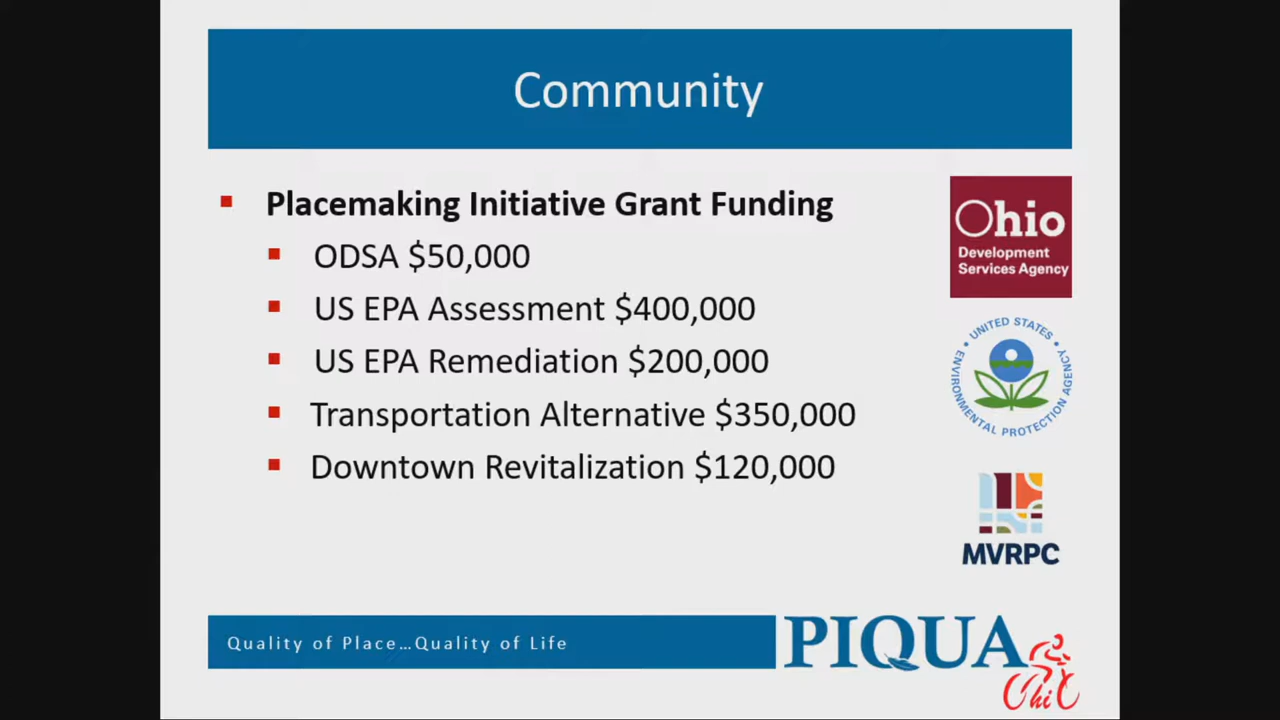 Community
Placemaking Initiative Grant Funding
ODSA $50,000
US EPA Assessment $400,000
US EPA Remediation $200,000
Transportation Alternative $350,000
Downtown Revitalization $120,000
Ohio
Development
Services Agency
UNITED STATES
ENVIRONMENTAL PROTECTION AGENCY
MVRPC
Quality of Place…Quality of Life
PIQUA
Ohio